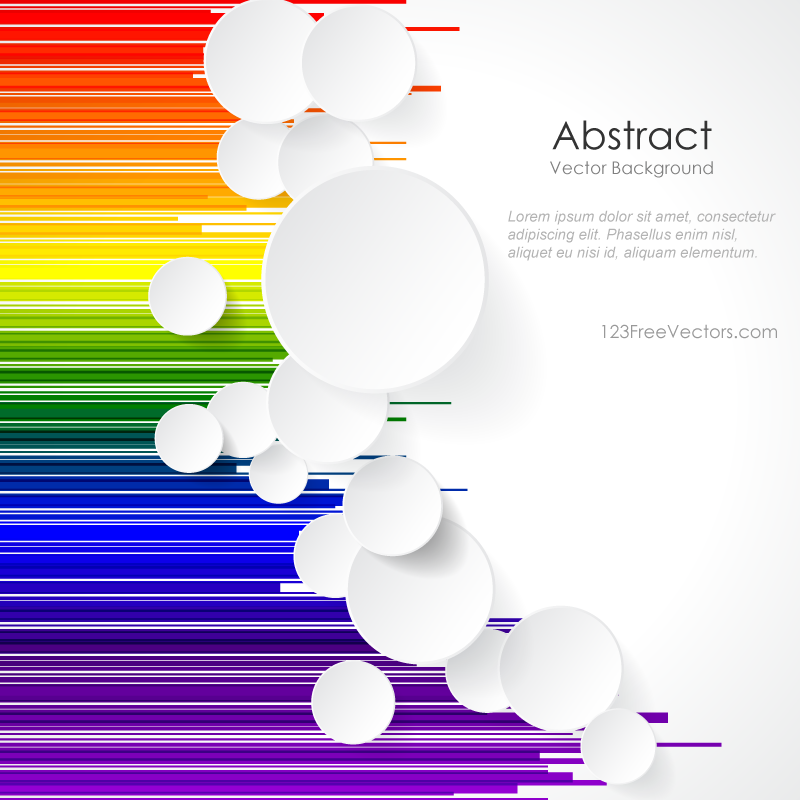 Abstract
Vector Background
Lorem ipsum dolor sit amet, consectetur
adipiscing elit. Phasellus enim nisl,
aliquet eu nisi id, aliquam elementum.
123FreeVectors.com